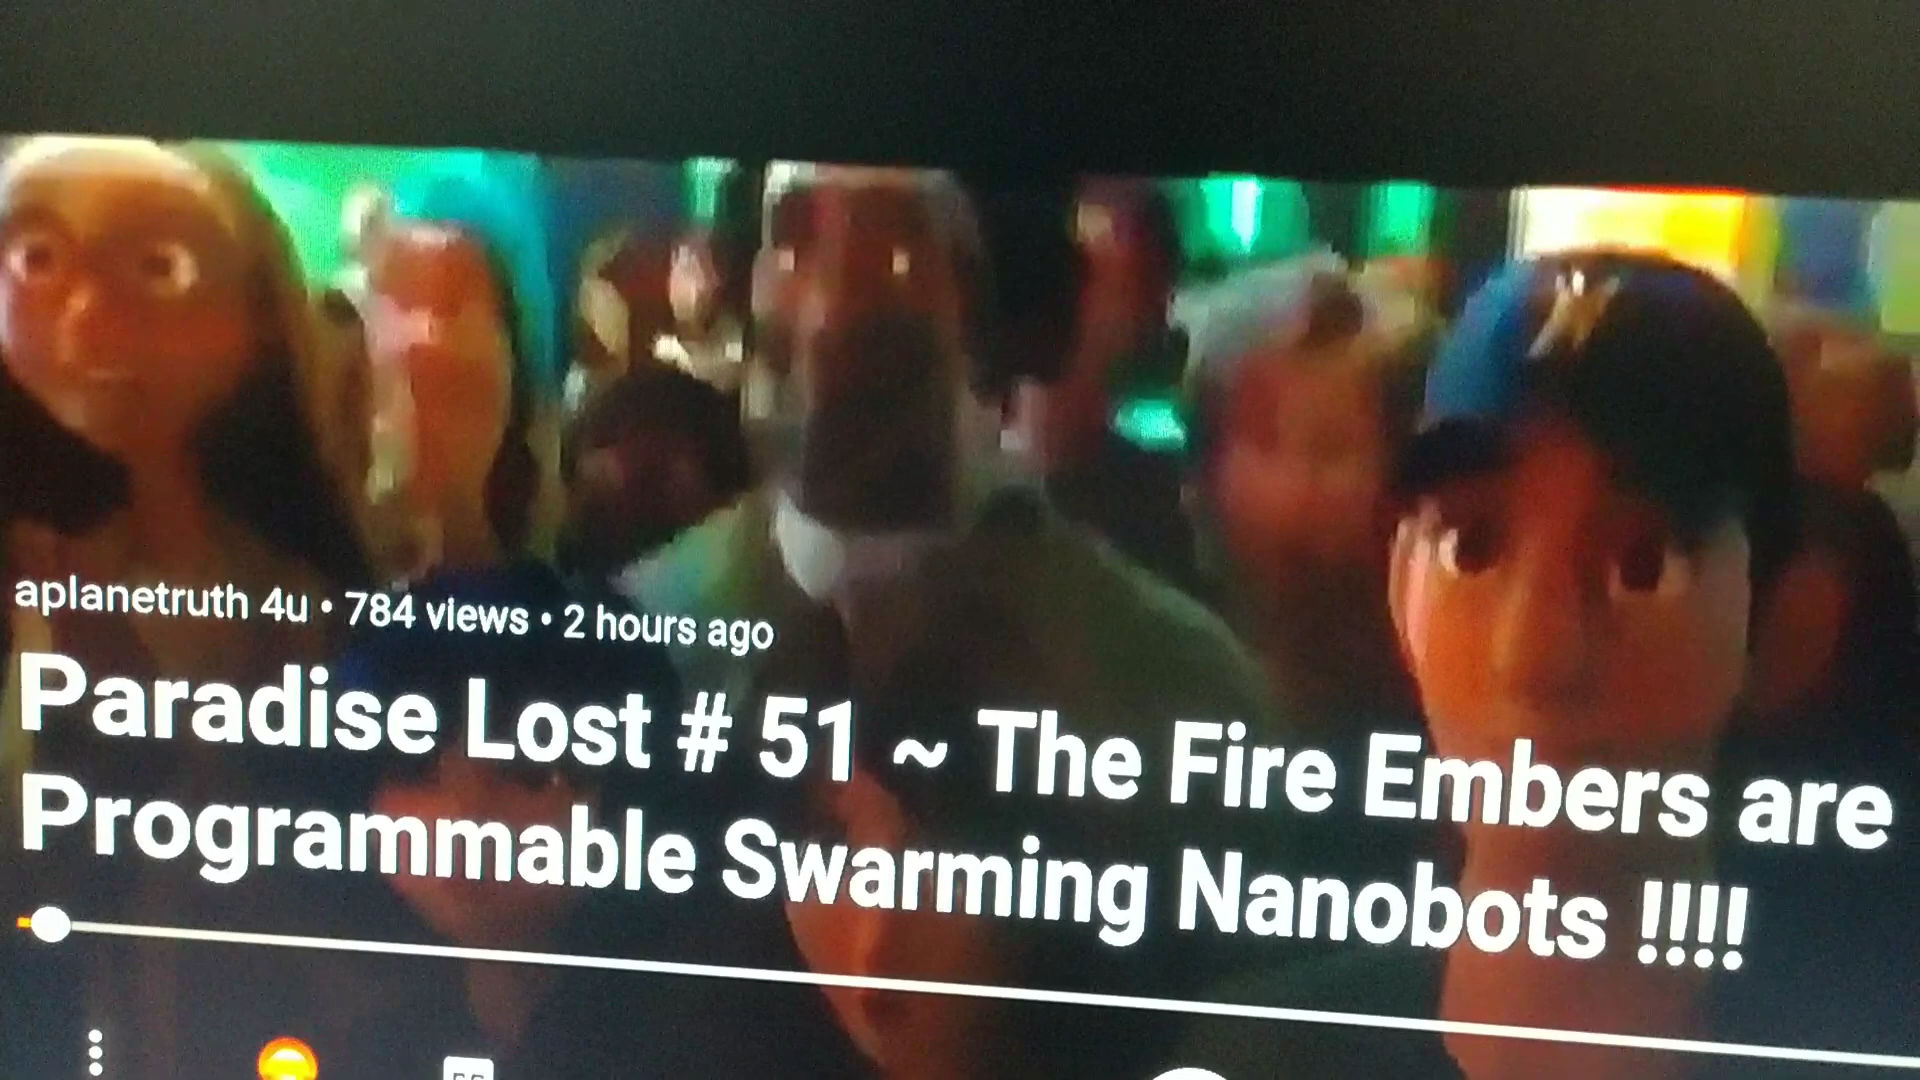 aplanetruth 4u • 784 views • 2 hours ago
Paradise Lost # 51 ~ The Fire Embers are
Programmable Swarming Nanobots !!!!